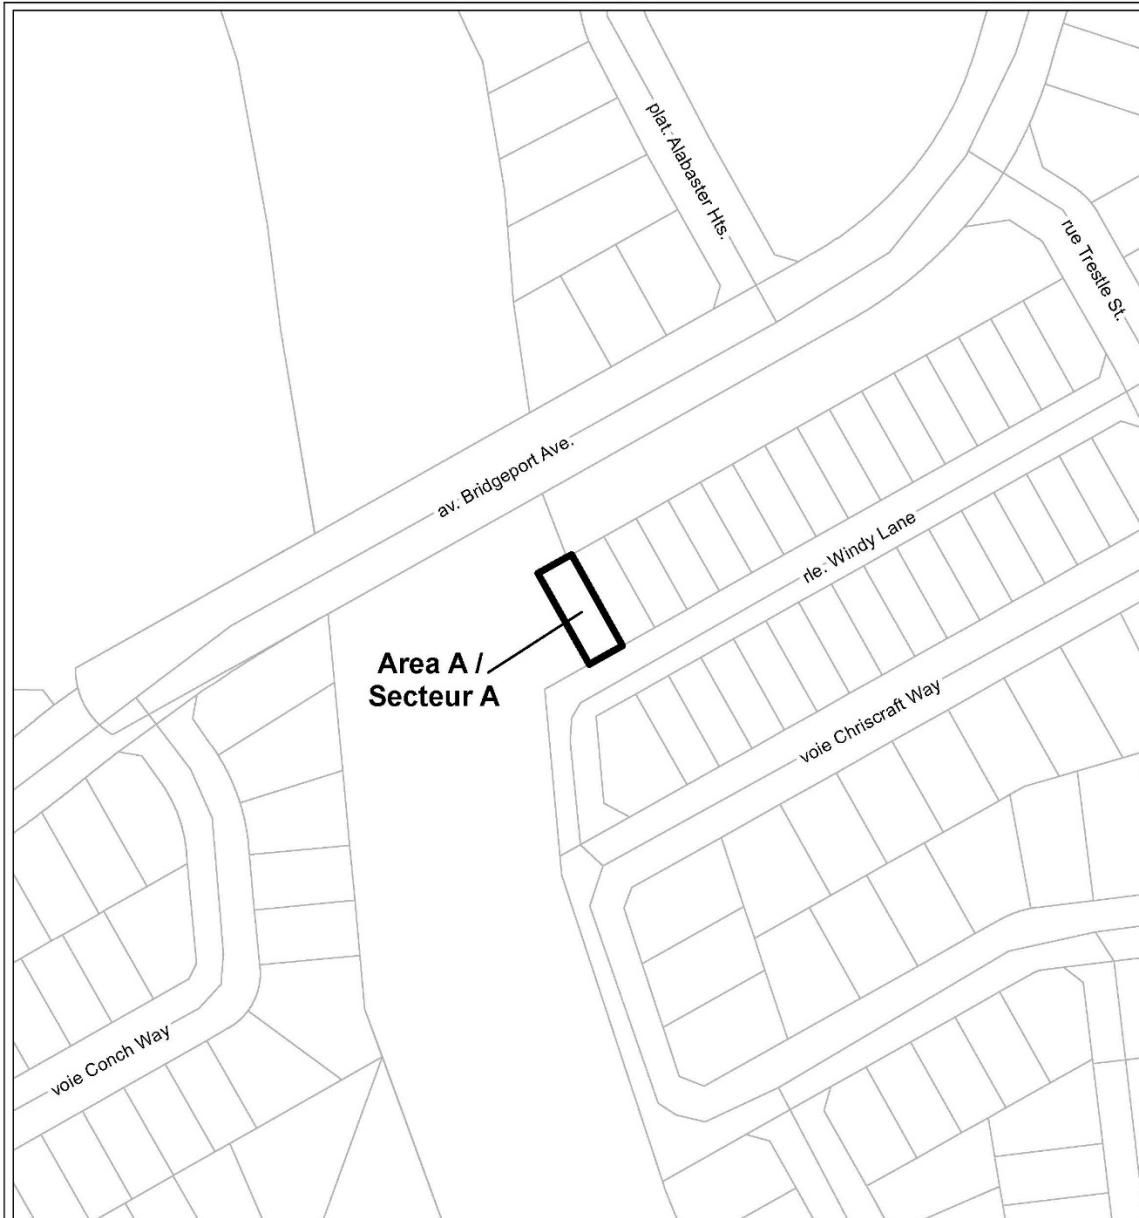 plat. Alabaster Hts.
rue Trestle St.
av. Bridgeport Ave.
rle. Windy Lane
Area A /
Secteur A
voie Chriscraft Way
voie Conch Way